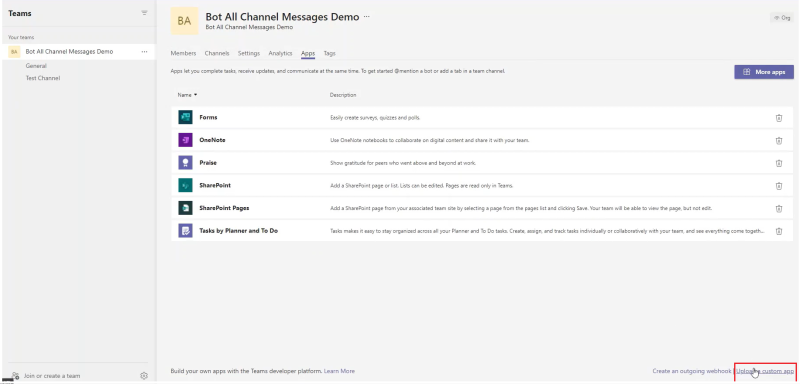 Teams
Your teams
BA Bot All Channel Messages Demo ...
General
Test Channel
Join or create a team
BA
Bot All Channel Messages Demo ...
Bot All Channel Messages Demo
Org
Members Channels Settings Analytics Apps Tags
Apps let you complete tasks, receive updates, and communicate at the same time. To get started @mention a bot or add a tab in a team channel.
More apps
Name Description
Forms Easily create surveys, quizzes and polls.
OneNote Use OneNote notebooks to collaborate on digital content and share it with your team.
Praise Show gratitude for peers who went above and beyond at work.
SharePoint Add a SharePoint page or list. Lists can be edited. Pages are read only in Teams.
SharePoint Pages Add a SharePoint page from your associated team site by selecting a page from the pages list and clicking Save. Your team will be able to view the page, but not edit.
Tasks by Planner and To Do Tasks makes it easy to stay organized across all your Planner and To Do tasks. Create, assign, and track tasks individually or collaboratively with your team, and see everything come togeth...
Build your own apps with the Teams developer platform. Learn More
Create an outgoing webhook | Upload a custom app